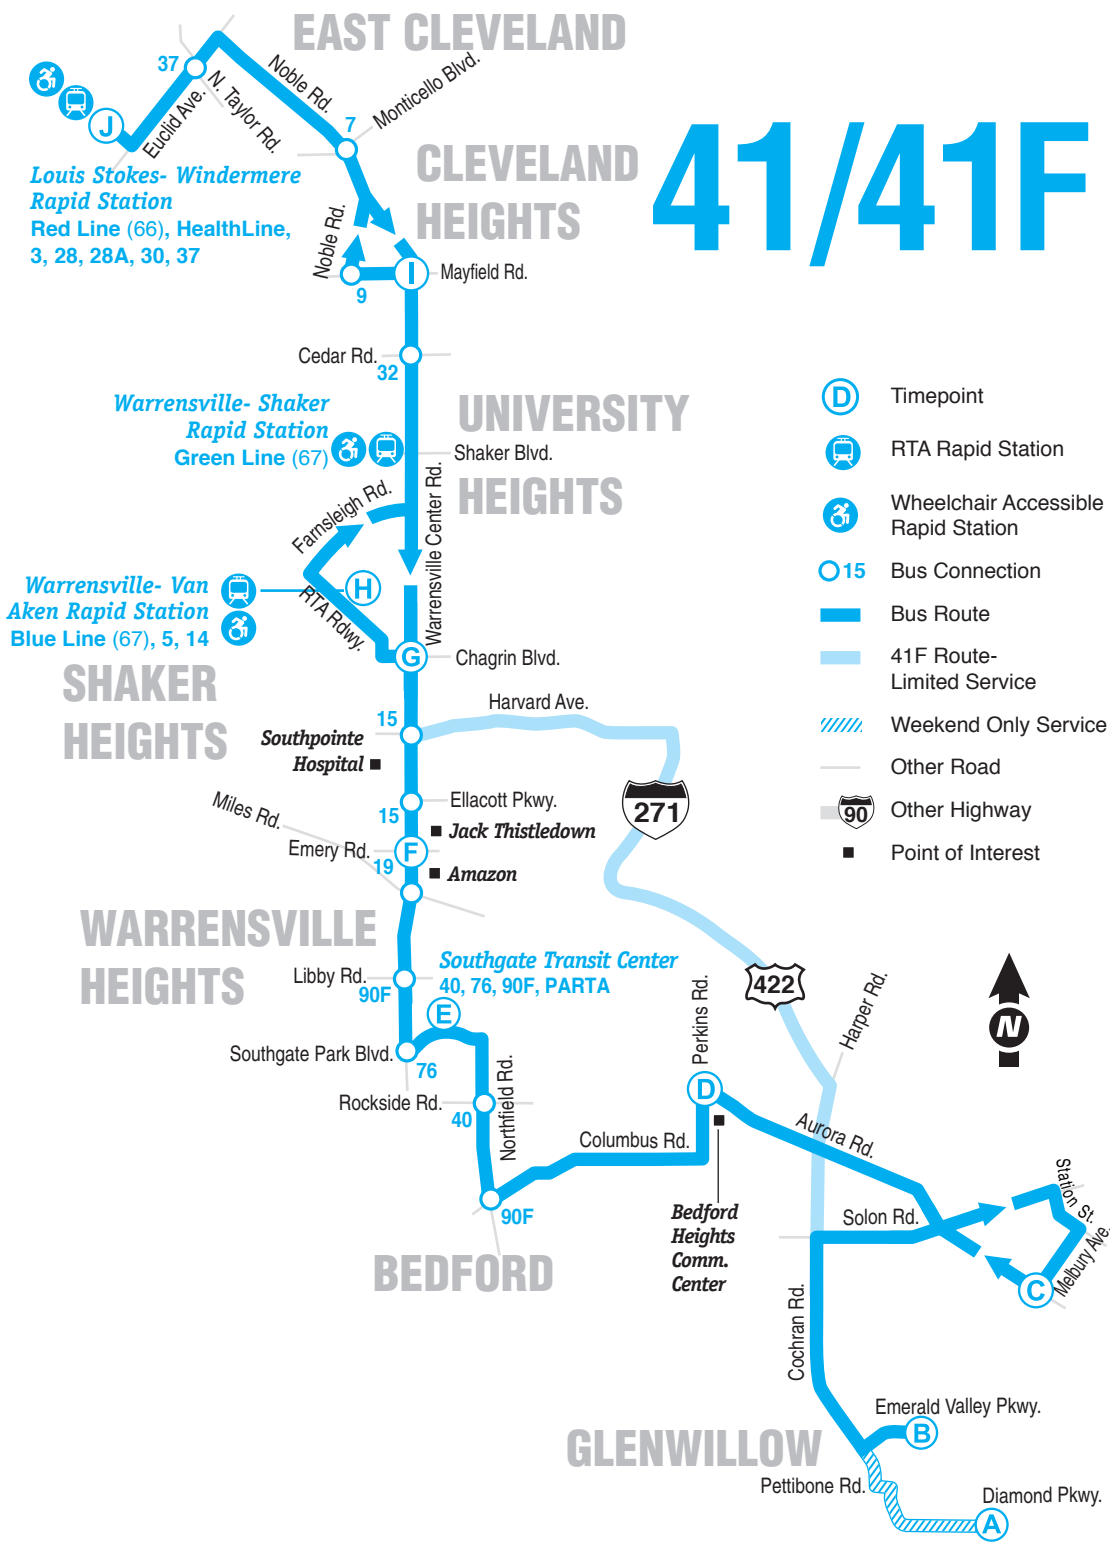 EAST CLEVELAND
41/41F
37
N. Taylor Rd.
Noble Rd.
Monticello Blvd.
7
J
Euclid Ave.
Louis Stokes- Windermere
Rapid Station
Red Line (66), HealthLine,
3, 28, 28A, 30, 37
CLEVELAND
HEIGHTS
Noble Rd.
I
Mayfield Rd.
9
Cedar Rd.
32
Warrensville- Shaker
Rapid Station
Green Line (67)
UNIVERSITY
HEIGHTS
Shaker Blvd.
Warrensville Center Rd.
Farnsleigh Rd.
H
RTA Rdwy.
Warrensville- Van
Aken Rapid Station
Blue Line (67), 5, 14
G
Chagrin Blvd.
SHAKER
HEIGHTS
D
Timepoint
RTA Rapid Station
Wheelchair Accessible
Rapid Station
15
Bus Connection
Bus Route
41F Route-
Limited Service
Weekend Only Service
Other Road
90
Other Highway
Point of Interest
Harvard Ave.
15
Southpointe
Hospital
271
Ellacott Pkwy.
15
Jack Thistledown
Miles Rd.
Emery Rd.
F
19
Amazon
WARRENSVILLE
HEIGHTS
Libby Rd.
90F
Southgate Transit Center
40, 76, 90F, PARTA
E
422
Harper Rd.
Perkins Rd.
N
Southgate Park Blvd.
76
Rockside Rd.
40
Northfield Rd.
D
Columbus Rd.
Aurora Rd.
90F
BEDFORD
Bedford
Heights
Comm.
Center
Solon Rd.
Station St.
Melbury Ave.
C
Cochran Rd.
Emerald Valley Pkwy.
B
GLENWILLOW
Pettibone Rd.
Diamond Pkwy.
A